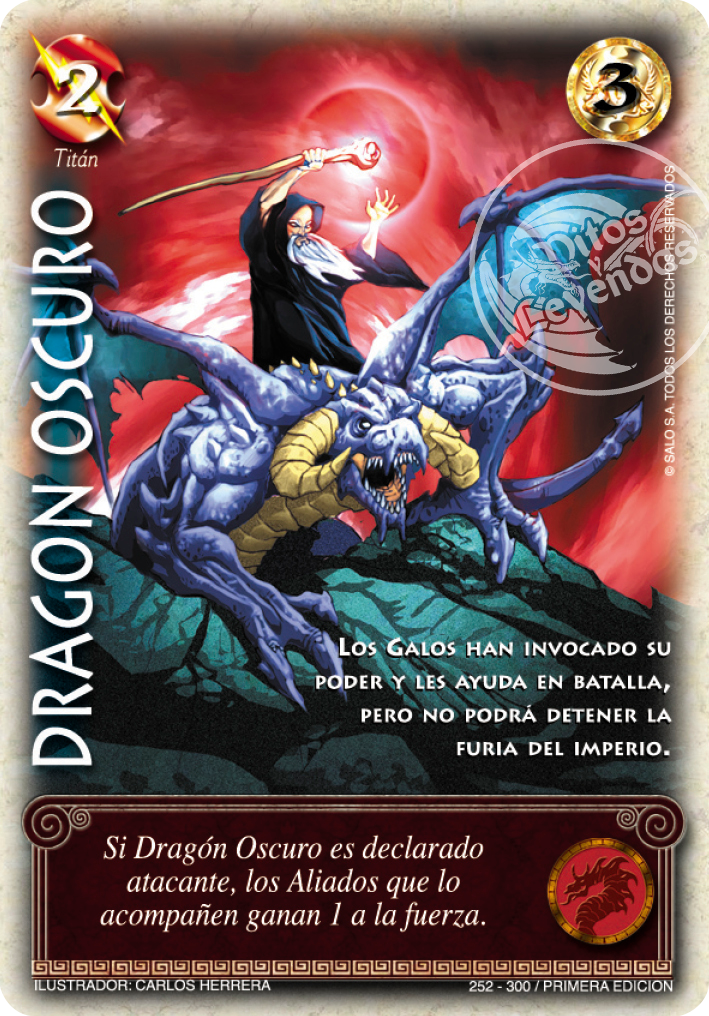 2
3
Titán
DRAGON OSCURO
Mitos
y
Leyendas
© SALO S.A. TODOS LOS DERECHOS RESERVADOS
LOS GALOS HAN INVOCADO SU
PODER Y LES AYUDA EN BATALLA,
PERO NO PODRÁ DETENER LA
FURIA DEL IMPERIO.
Si Dragón Oscuro es declarado
atacante, los Aliados que lo
acompañen ganan 1 a la fuerza.
ILUSTRADOR: CARLOS HERRERA
252 - 300 / PRIMERA EDICION